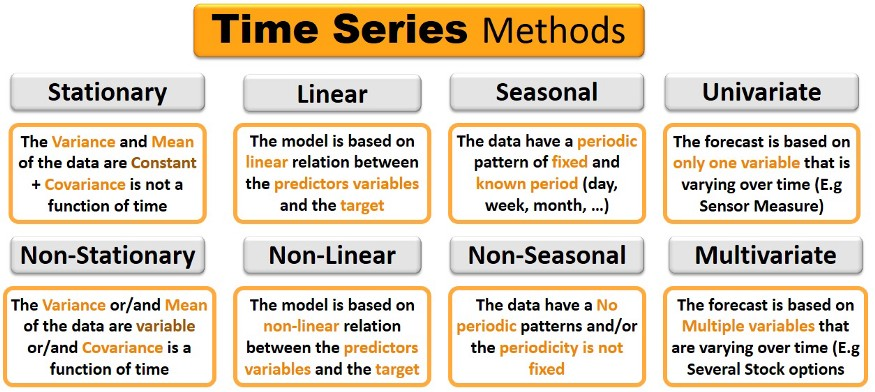 Time Series Methods
Stationary
The Variance and Mean
of the data are Constant
+ Covariance is not a
function of time
Linear
The model is based on
linear relation between
the predictors variables
and the target
Seasonal
The data have a periodic
pattern of fixed and
known period (day,
week, month, ...)
Univariate
The forecast is based on
only one variable that is
varying over time (E.g
Sensor Measure)
Non-Stationary
The Variance or/and Mean
of the data are variable
or/and Covariance is a
function of time
Non-Linear
The model is based on
non-linear relation
between the predictors
variables and the target
Non-Seasonal
The data have a No
periodic patterns and/or
the periodicity is not
fixed
Multivariate
The forecast is based on
Multiple variables that
are varying over time (E.g
Several Stock options